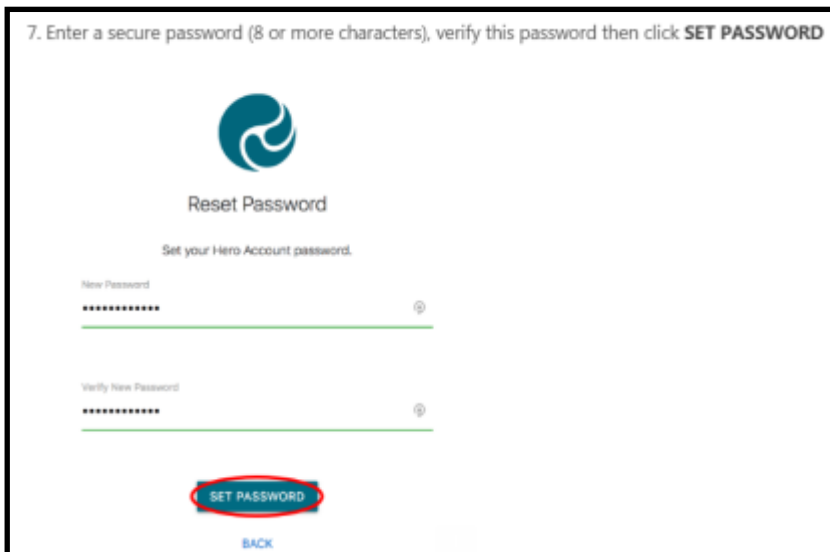 7. Enter a secure password (8 or more characters), verify this password then click SET PASSWORD
Reset Password
Set your Hero Account password.
New Password
••••••••••••
Verify New Password
••••••••••••
SET PASSWORD
BACK